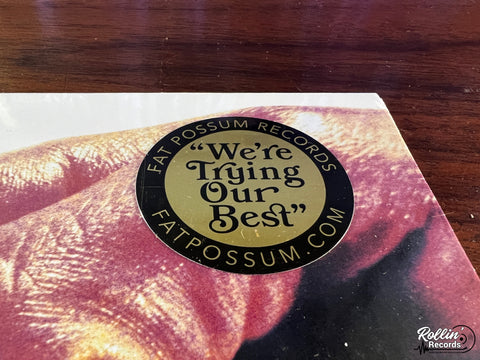 FAT POSSUM RECORDS
“We're
Trying
Our
Best”
FATPOSSUM.COM
Rollin'
Records